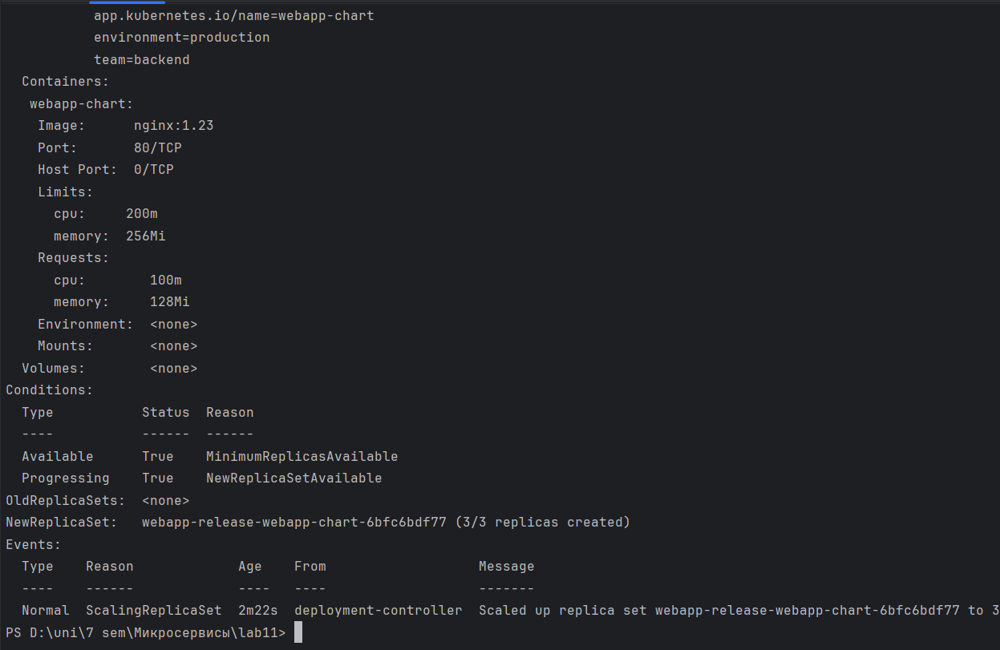 app.kubernetes.io/name=webapp-chart
environment=production
team=backend
Containers:
webapp-chart:
Image:      nginx:1.23
Port:       80/TCP
Host Port:  0/TCP
Limits:
cpu:     200m
memory:  256Mi
Requests:
cpu:        100m
memory:     128Mi
Environment:  <none>
Mounts:       <none>
Volumes:        <none>
Conditions:
Type           Status  Reason
----           ------  ------
Available      True    MinimumReplicasAvailable
Progressing    True    NewReplicaSetAvailable
OldReplicaSets:  <none>
NewReplicaSet:   webapp-release-webapp-chart-6bfc6bdf77 (3/3 replicas created)
Events:
Type    Reason             Age    From                   Message
----    ------             ----   ----                   -------
Normal  ScalingReplicaSet  2m22s  deployment-controller  Scaled up replica set webapp-release-webapp-chart-6bfc6bdf77 to 3
PS D:\uni\7 sem\Микросервисы\lab11>